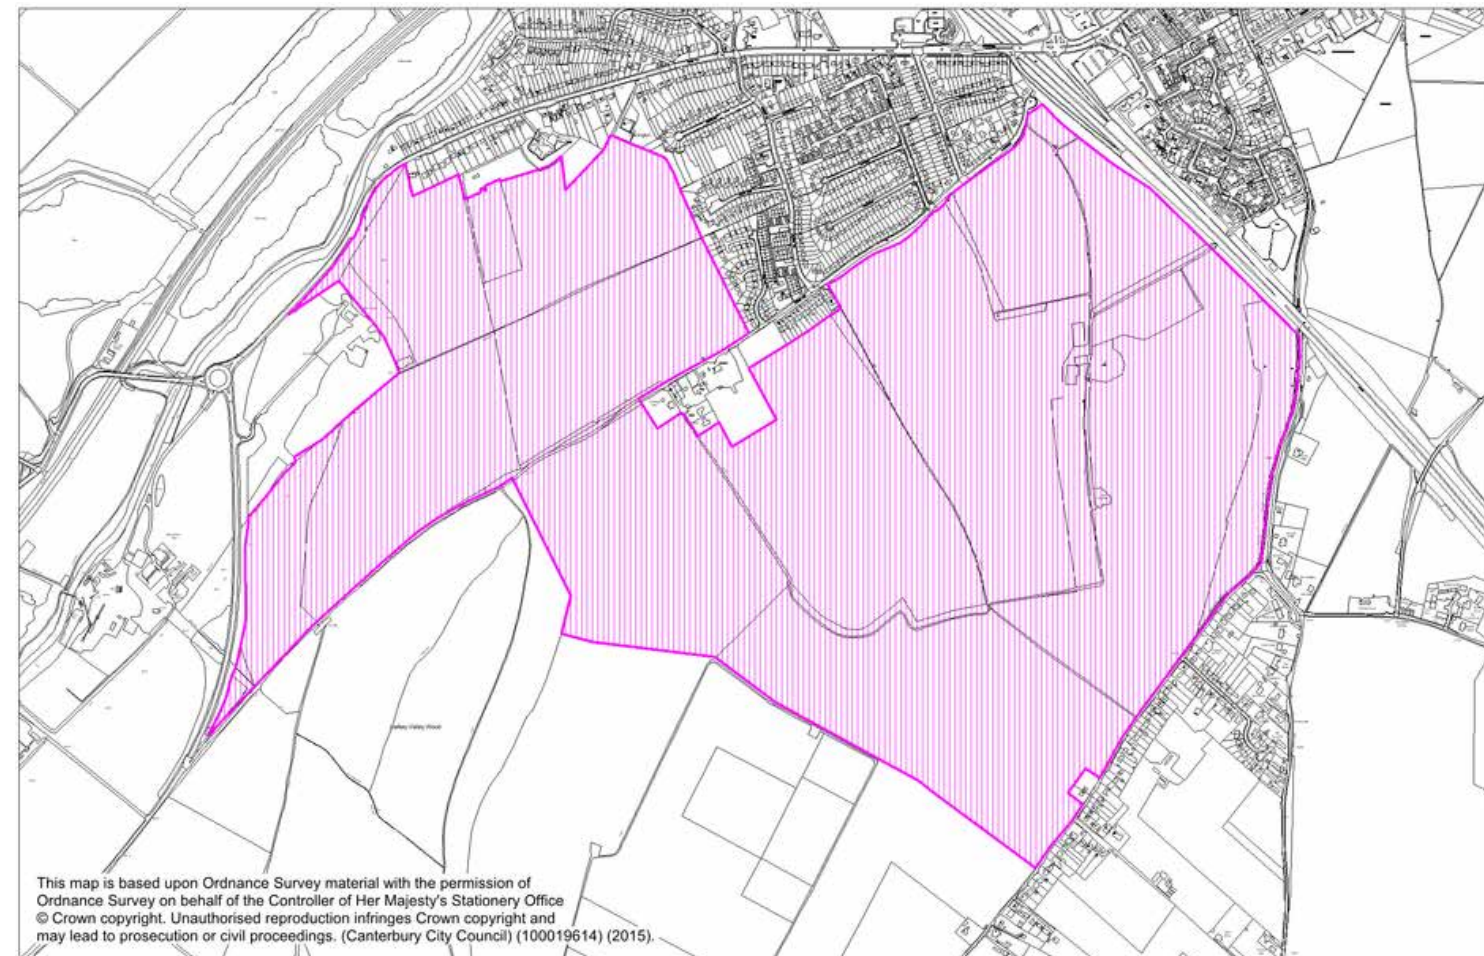 This map is based upon Ordnance Survey material with the permission of
Ordnance Survey on behalf of the Controller of Her Majesty's Stationery Office
© Crown copyright. Unauthorised reproduction infringes Crown copyright and
may lead to prosecution or civil proceedings. (Canterbury City Council) (100019614) (2015).